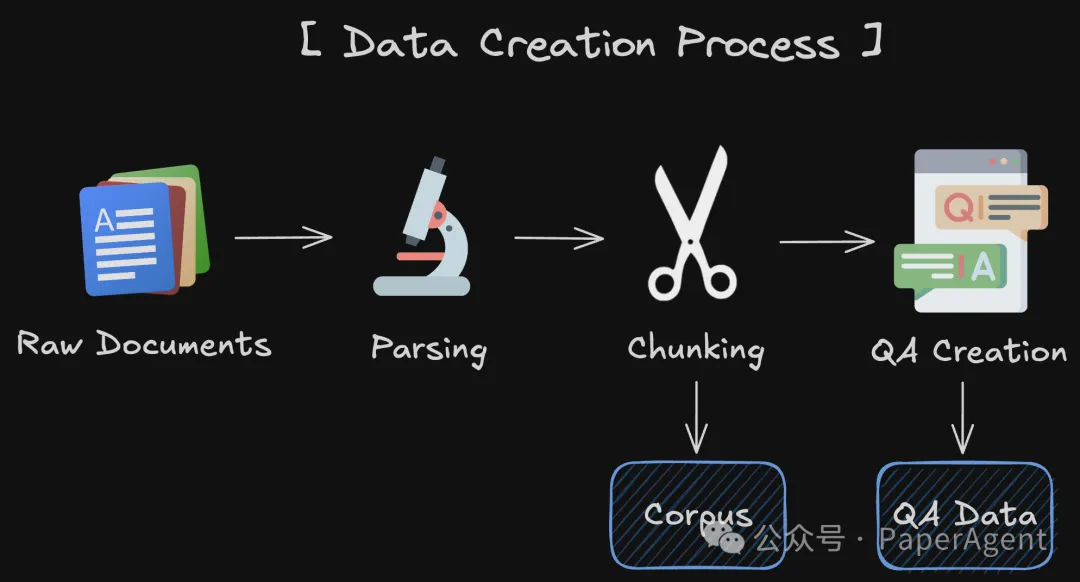 [ Data Creation Process ]
A
Q
A
Raw Documents
Parsing
Chunking
QA Creation
Corpus
QA Data
公众号 · PaperAgent